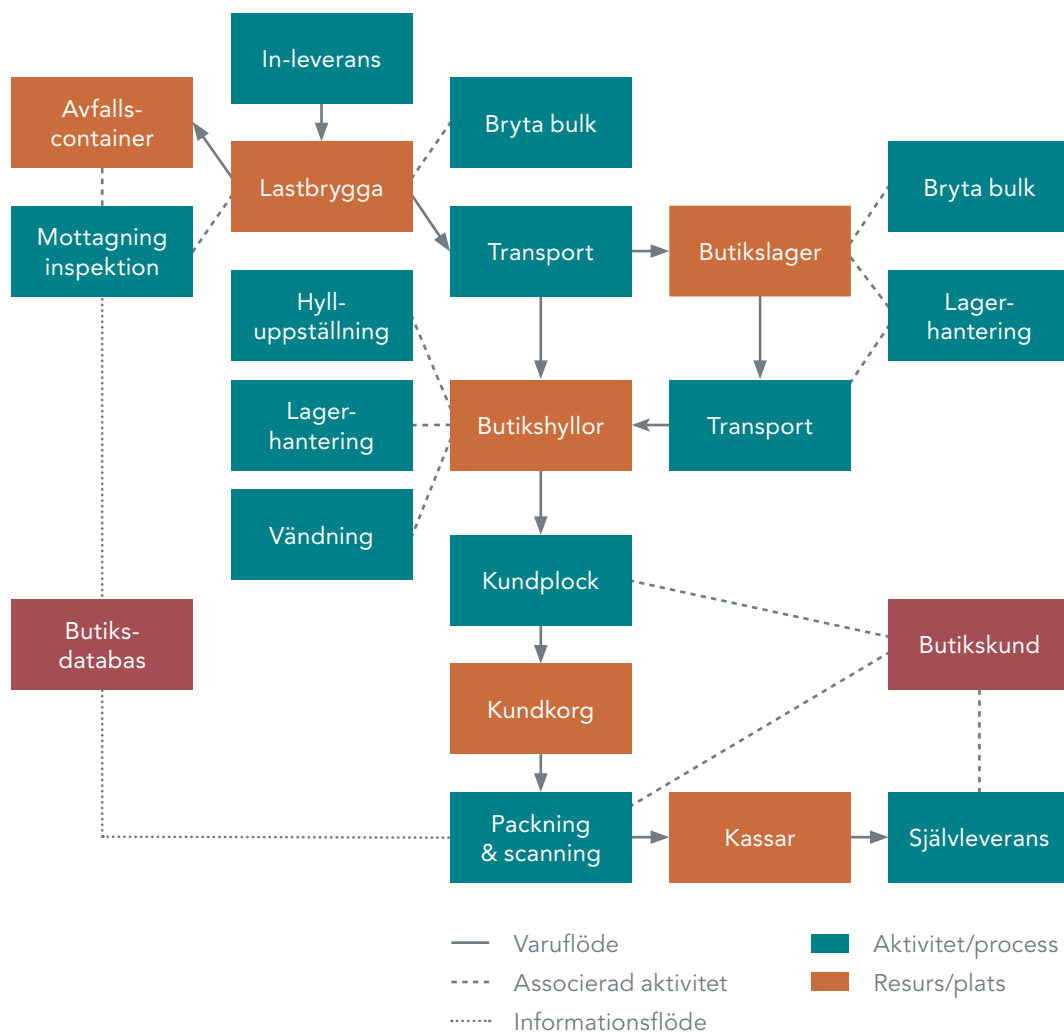 In-leverans
Avfalls-
container
Bryta bulk
Lastbrygga
Bryta bulk
Mottagning
inspektion
Transport
Butikslager
Hyll-
uppställning
Lager-
hantering
Lager-
hantering
Butikshyllor
Transport
Vändning
Kundplock
Butiks-
databas
Butikskund
Kundkorg
Packning
& scanning
Kassar
Självleverans
Varuflöde
Aktivitet/process
Associerad aktivitet
Resurs/plats
Informationsflöde